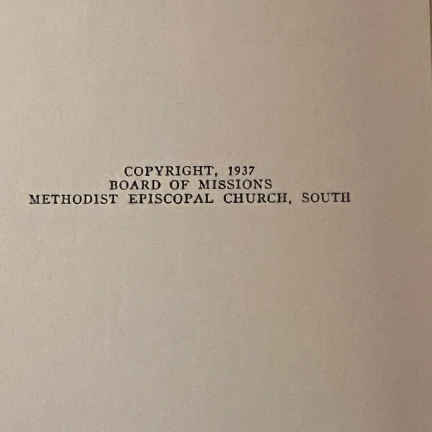 COPYRIGHT, 1937
BOARD OF MISSIONS
METHODIST EPISCOPAL CHURCH, SOUTH